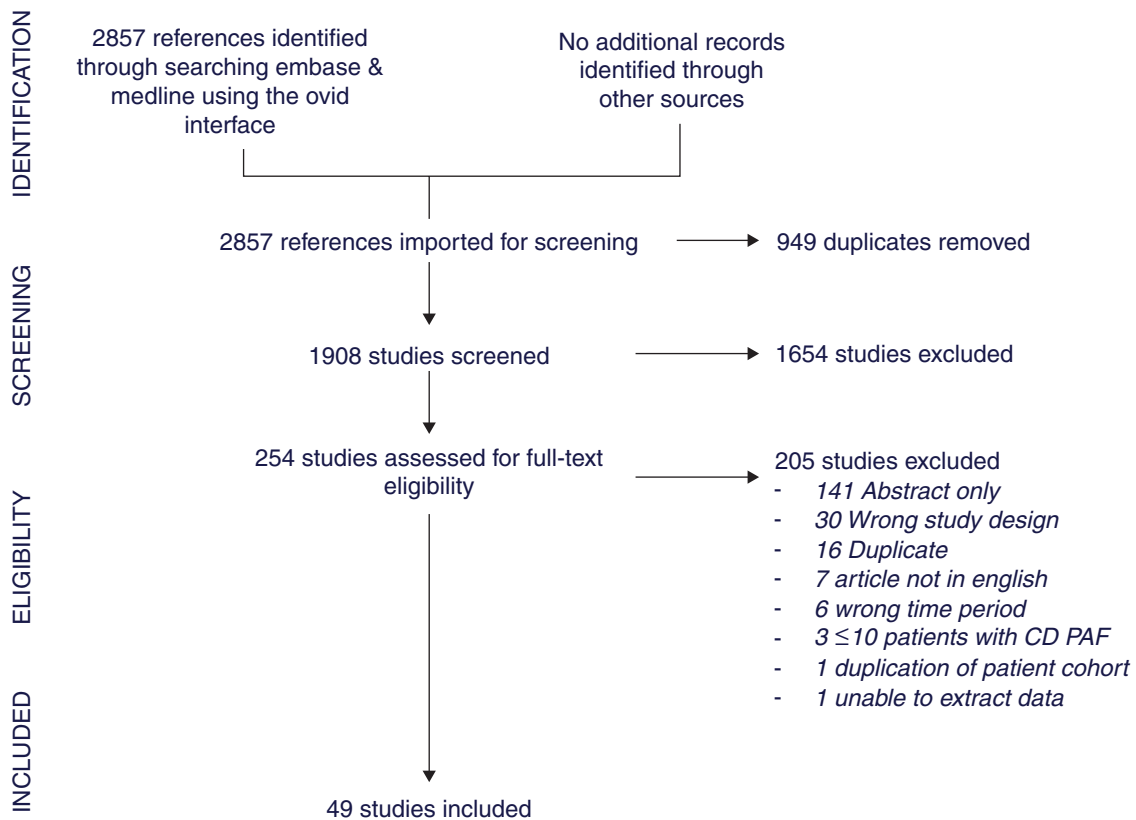 IDENTIFICATION
2857 references identified
through searching embase &
medline using the ovid
interface
No additional records
identified through
other sources
2857 references imported for screening
949 duplicates removed
SCREENING
1908 studies screened
1654 studies excluded
ELIGIBILITY
254 studies assessed for full-text
eligibility
205 studies excluded
- 141 Abstract only
- 30 Wrong study design
- 16 Duplicate
- 7 article not in english
- 6 wrong time period
- 3 ≤10 patients with CD PAF
- 1 duplication of patient cohort
- 1 unable to extract data
INCLUDED
49 studies included